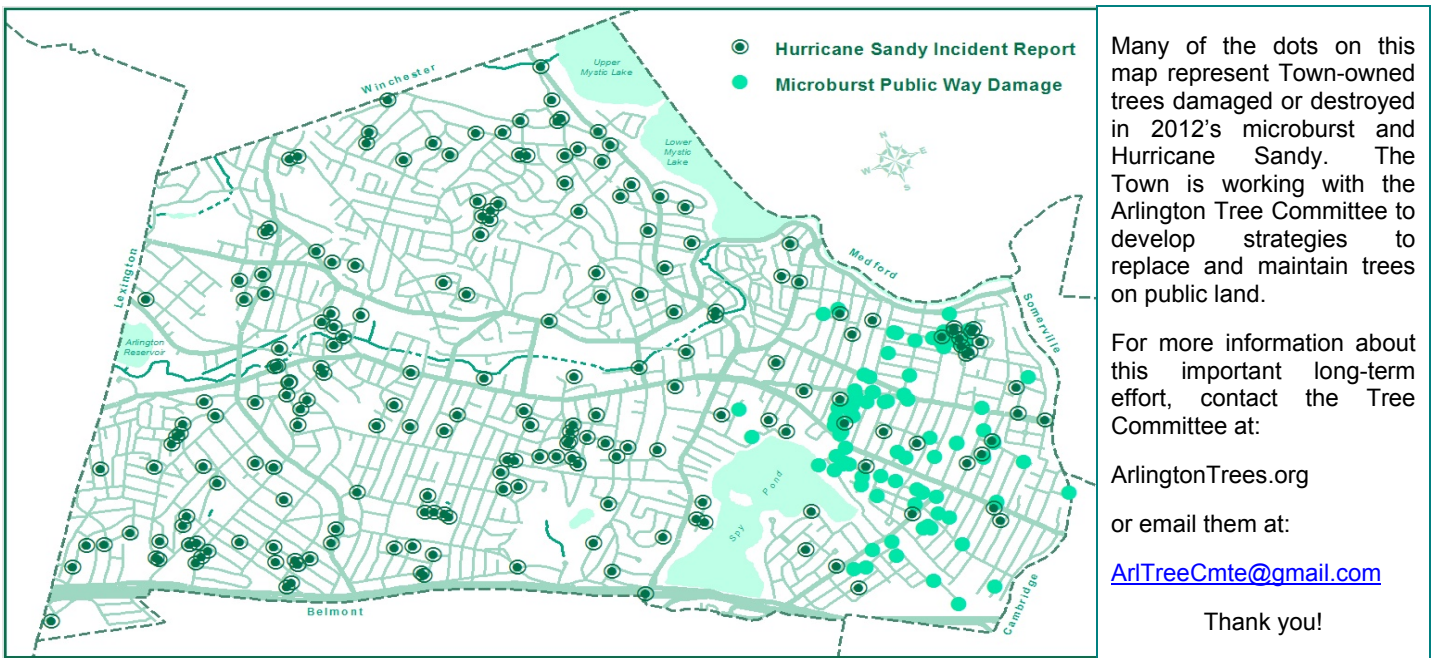 Hurricane Sandy Incident Report
Microburst Public Way Damage
Upper
Mystic Lake
Winchester
Lower
Mystic
Lake
N
E
W
S
Medford
Lexington
Somerville
Arlington
Reservoir
Spy Pond
Belmont
Cambridge
Many of the dots on this
map represent Town-owned
trees damaged or destroyed
in 2012’s microburst and
Hurricane Sandy. The
Town is working with the
Arlington Tree Committee to
develop strategies to
replace and maintain trees
on public land.
For more information about
this important long-term
effort, contact the Tree
Committee at:
ArlingtonTrees.org
or email them at:
ArlTreeCmte@gmail.com
Thank you!